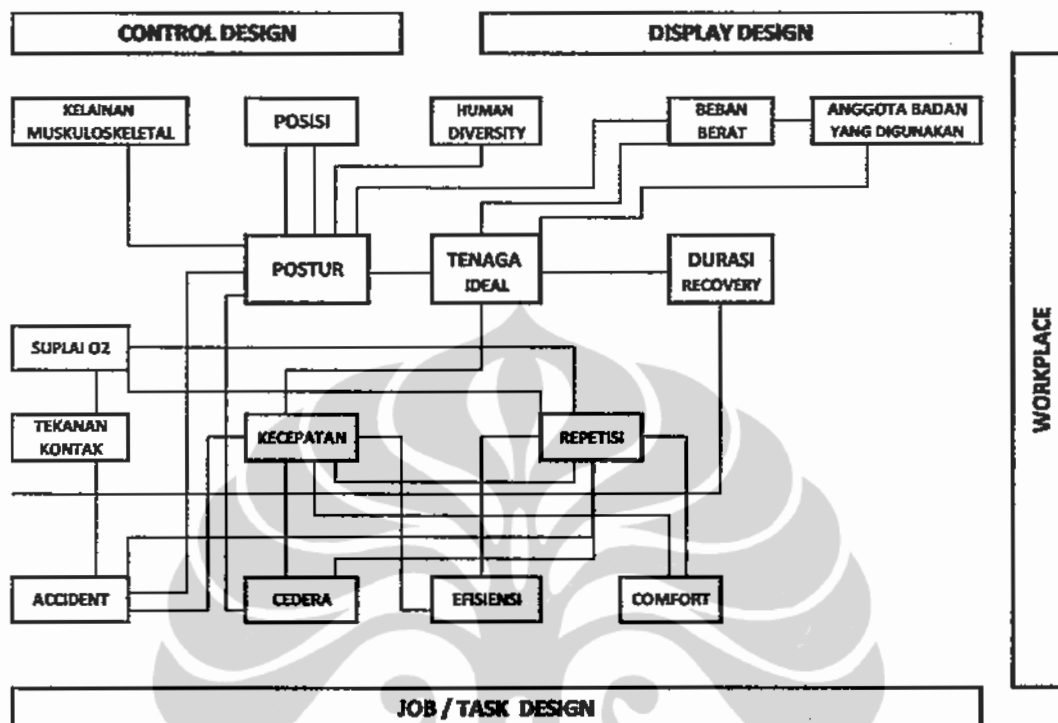 CONTROL DESIGN
DISPLAY DESIGN
KELAINAN
MUSKULOSKELETAL
POSISI
HUMAN
DIVERSITY
BEBAN
BERAT
ANGGOTA BADAN
YANG DIGUNAKAN
POSTUR
TENAGA
IDEAL
DURASI
RECOVERY
SUPLAI O2
TEKANAN
KONTAK
KECEPATAN
REPETISI
ACCIDENT
CEDERA
EFISIENSI
COMFORT
WORKPLACE
JOB / TASK DESIGN